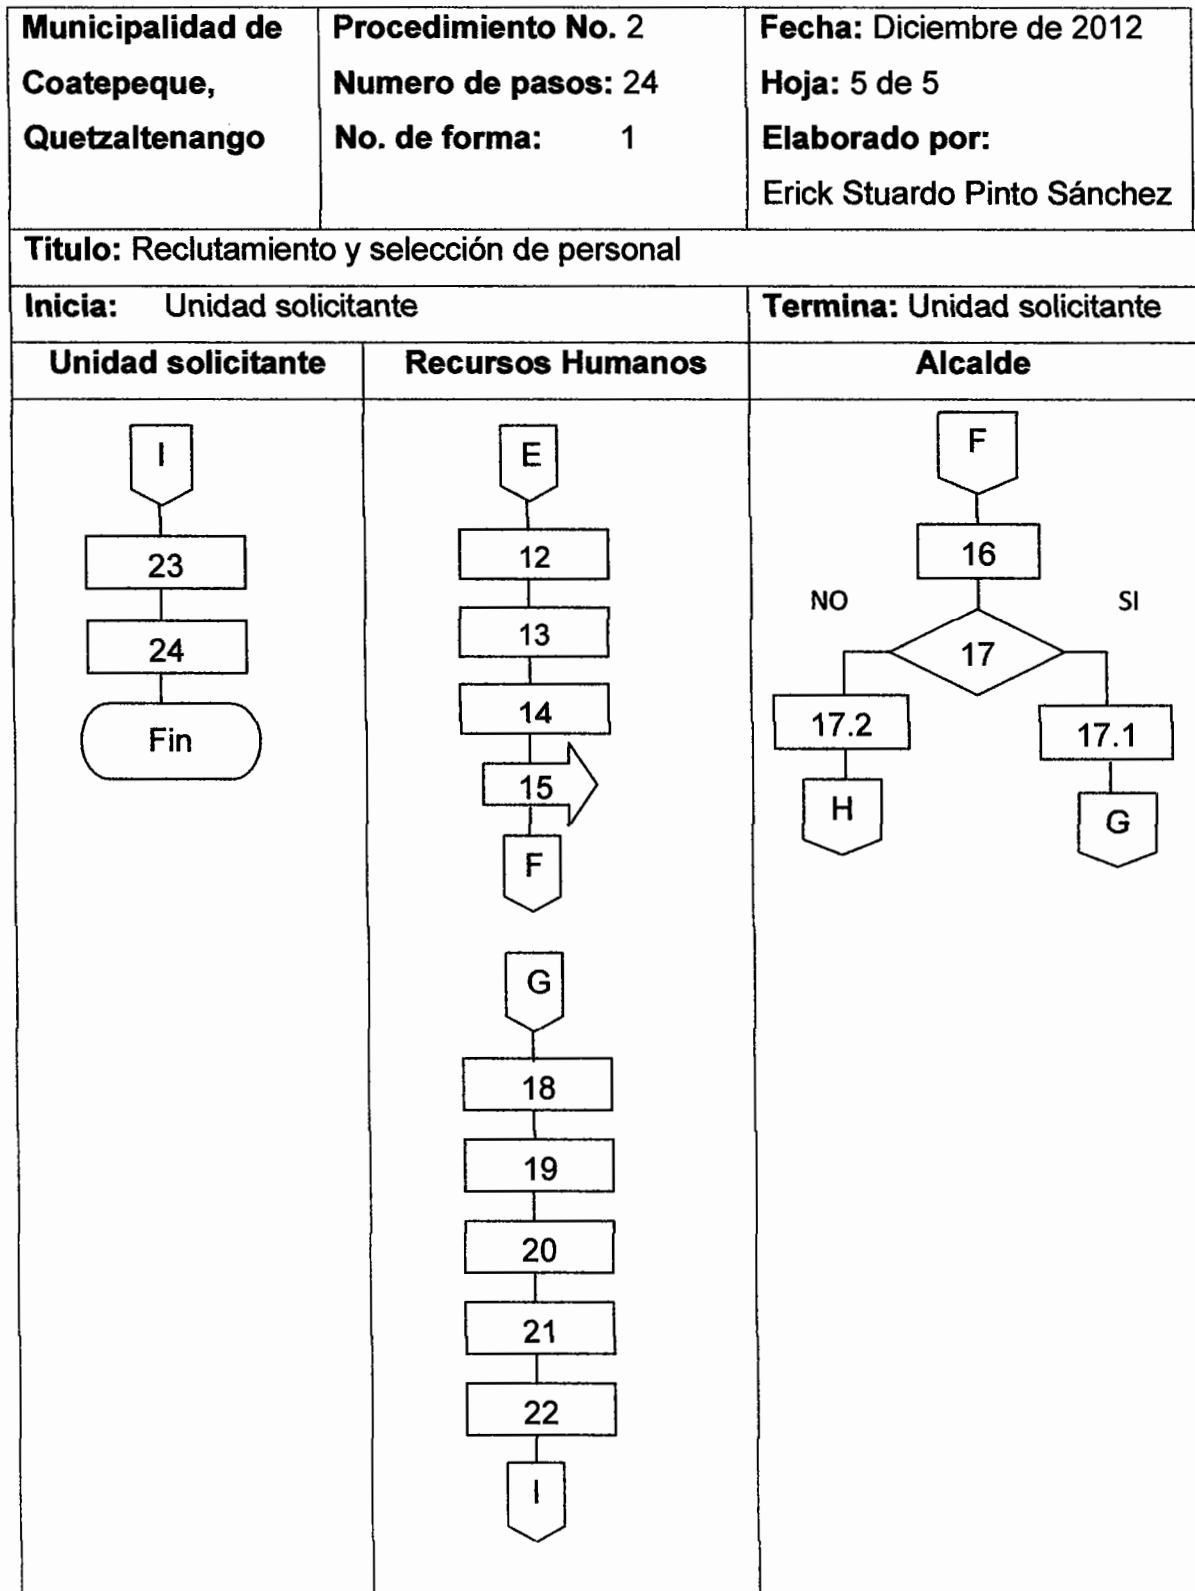 Municipalidad de
Coatepeque,
Quetzaltenango
Procedimiento No. 2
Numero de pasos: 24
No. de forma: 1
Fecha: Diciembre de 2012
Hoja: 5 de 5
Elaborado por:
Erick Stuardo Pinto Sánchez
Titulo: Reclutamiento y selección de personal
Inicia: Unidad solicitante
Termina: Unidad solicitante
Unidad solicitante
Recursos Humanos
Alcalde
I
23
24
Fin
E
12
13
14
15
F
G
18
19
20
21
22
I
F
16
NO
SI
17
17.2
17.1
H
G